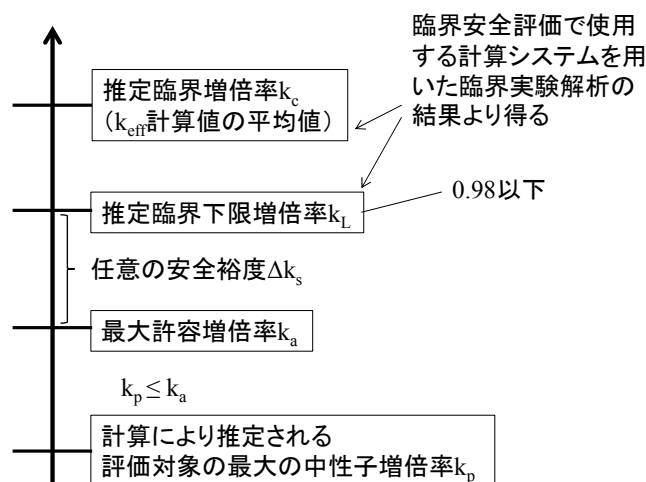 臨界安全評価で使用
する計算システムを用
いた臨界実験解析の
結果より得る
推定臨界増倍率kc
(keff計算値の平均値)
0.98以下
推定臨界下限増倍率kL
任意の安全裕度Δks
最大許容増倍率ka
kp ≤ ka
計算により推定される
評価対象の最大の中性子増倍率kp